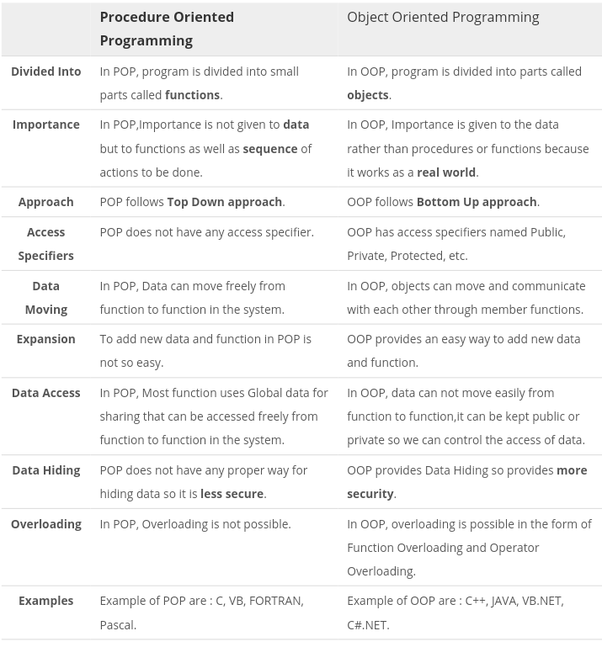 Procedure Oriented Object Oriented Programming
Programming
Divided Into In POP, program is divided into small In OOP, program is divided into parts called
parts called functions. objects.
Importance In POP,Importance is not given to data In OOP, Importance is given to the data
but to functions as well as sequence of rather than procedures or functions because
actions to be done. it works as a real world.
Approach POP follows Top Down approach. OOP follows Bottom Up approach.
Access POP does not have any access specifier. OOP has access specifiers named Public,
Specifiers Private, Protected, etc.
Data In POP, Data can move freely from In OOP, objects can move and communicate
Moving function to function in the system. with each other through member functions.
Expansion To add new data and function in POP is OOP provides an easy way to add new data
not so easy. and function.
Data Access In POP, Most function uses Global data for In OOP, data can not move easily from
sharing that can be accessed freely from function to function,it can be kept public or
function to function in the system. private so we can control the access of data.
Data Hiding POP does not have any proper way for OOP provides Data Hiding so provides more
hiding data so it is less secure. security.
Overloading In POP, Overloading is not possible. In OOP, overloading is possible in the form of
Function Overloading and Operator
Overloading.
Examples Example of POP are : C, VB, FORTRAN, Example of OOP are : C++, JAVA, VB.NET,
Pascal. C#.NET.